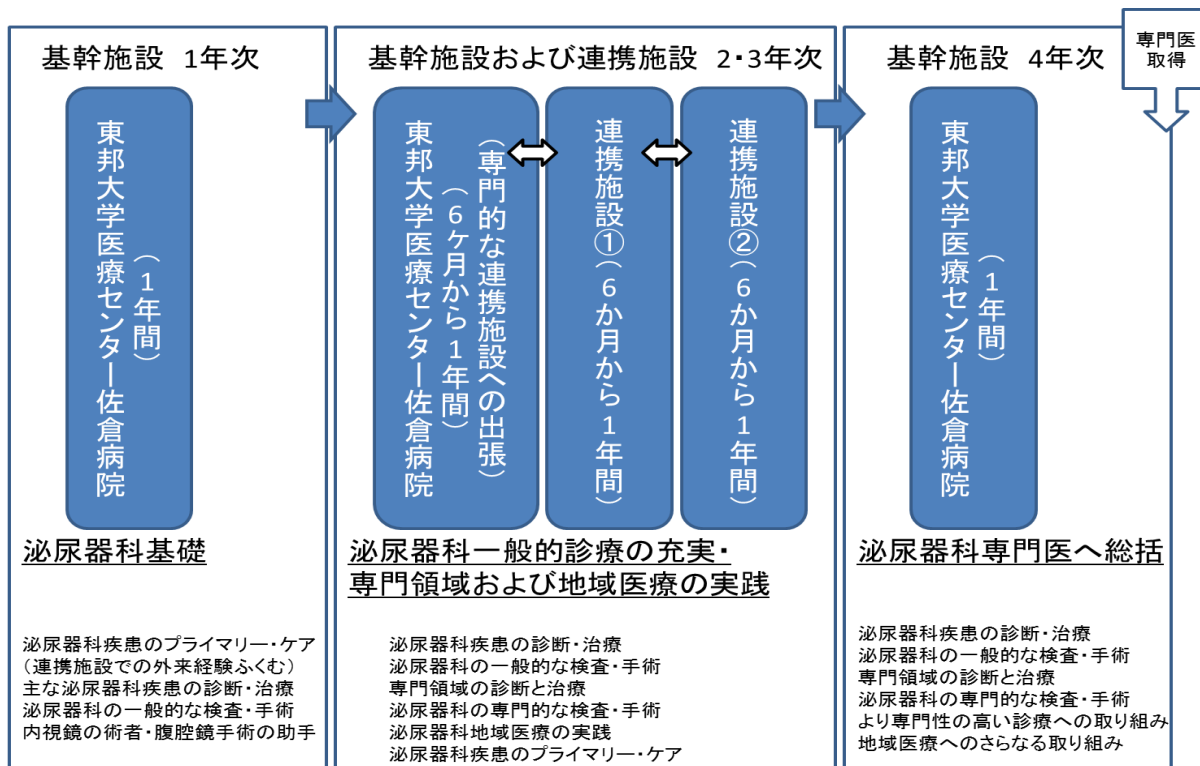 基幹施設 1年次
東邦大学医療センター佐倉病院
（1年間）
泌尿器科基礎
泌尿器科疾患のプライマリー・ケア
（連携施設での外来経験ふくむ）
主な泌尿器科疾患の診断・治療
泌尿器科の一般的な検査・手術
内視鏡の術者・腹腔鏡手術の助手
基幹施設および連携施設 2・3年次
（専門的な連携施設への出張）
（6ケ月から1年間）
東邦大学医療センター佐倉病院
連携施設①（6か月から1年間）
連携施設②（6か月から1年間）
泌尿器科一般的診療の充実・
専門領域および地域医療の実践
泌尿器科疾患の診断・治療
泌尿器科の一般的な検査・手術
専門領域の診断と治療
泌尿器科の専門的な検査・手術
泌尿器科地域医療の実践
泌尿器科疾患のプライマリー・ケア
基幹施設 4年次
東邦大学医療センター佐倉病院
（1年間）
泌尿器科専門医へ総括
泌尿器科疾患の診断・治療
泌尿器科の一般的な検査・手術
専門領域の診断と治療
泌尿器科の専門的な検査・手術
より専門性の高い診療への取り組み
地域医療へのさらなる取り組み
専門医
取得